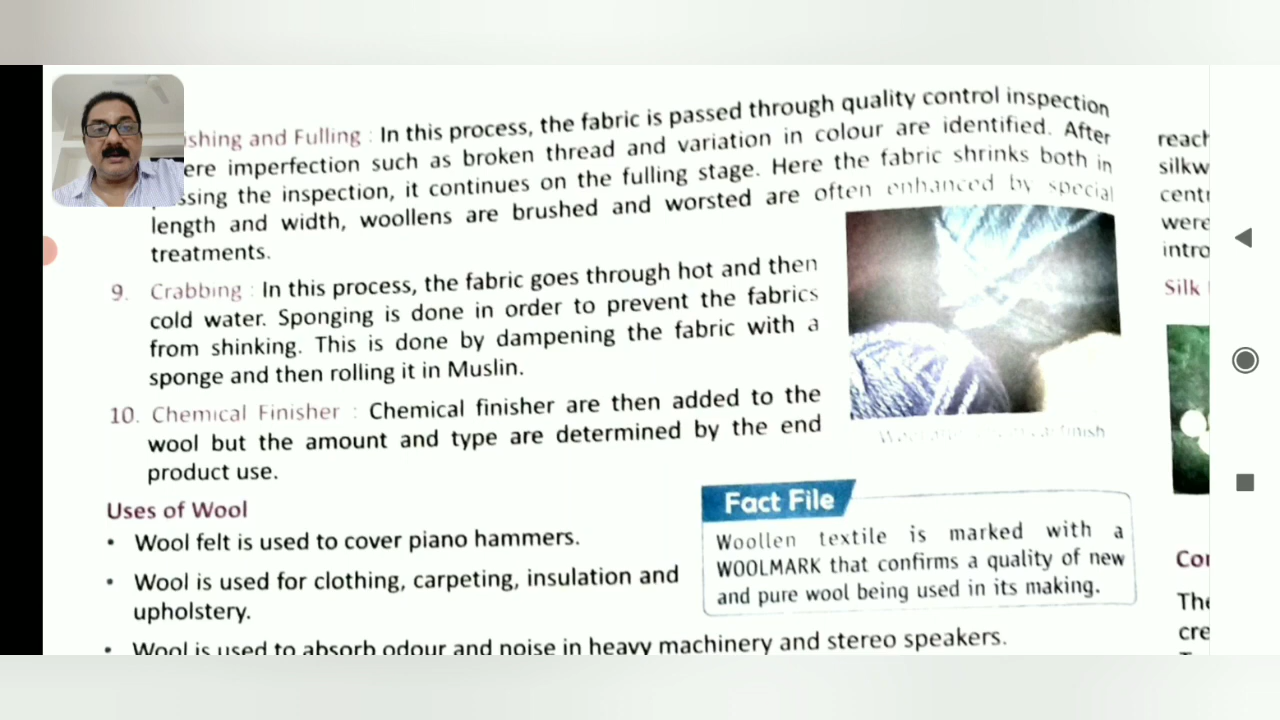 ishing and Fulling : In this process, the fabric is passed through quality control inspection
ere imperfection such as broken thread and variation in colour are identified. After
ssing the inspection, it continues on the fulling stage. Here the fabric shrinks both in
length and width, woollens are brushed and worsted are often enhanced by special
treatments.
9. Crabbing : In this process, the fabric goes through hot and then
cold water. Sponging is done in order to prevent the fabrics
from shinking. This is done by dampening the fabric with a
sponge and then rolling it in Muslin.
10. Chemical Finisher : Chemical finisher are then added to the
wool but the amount and type are determined by the end
product use.
finish
Uses of Wool
• Wool felt is used to cover piano hammers.
• Wool is used for clothing, carpeting, insulation and
upholstery.
• Wool is used to absorb odour and noise in heavy machinery and stereo speakers.
Fact File
Woollen textile is marked with a
WOOLMARK that confirms a quality of new
and pure wool being used in its making.
reach
silkw
centu
were
intro
Silk
Cor
The
cre